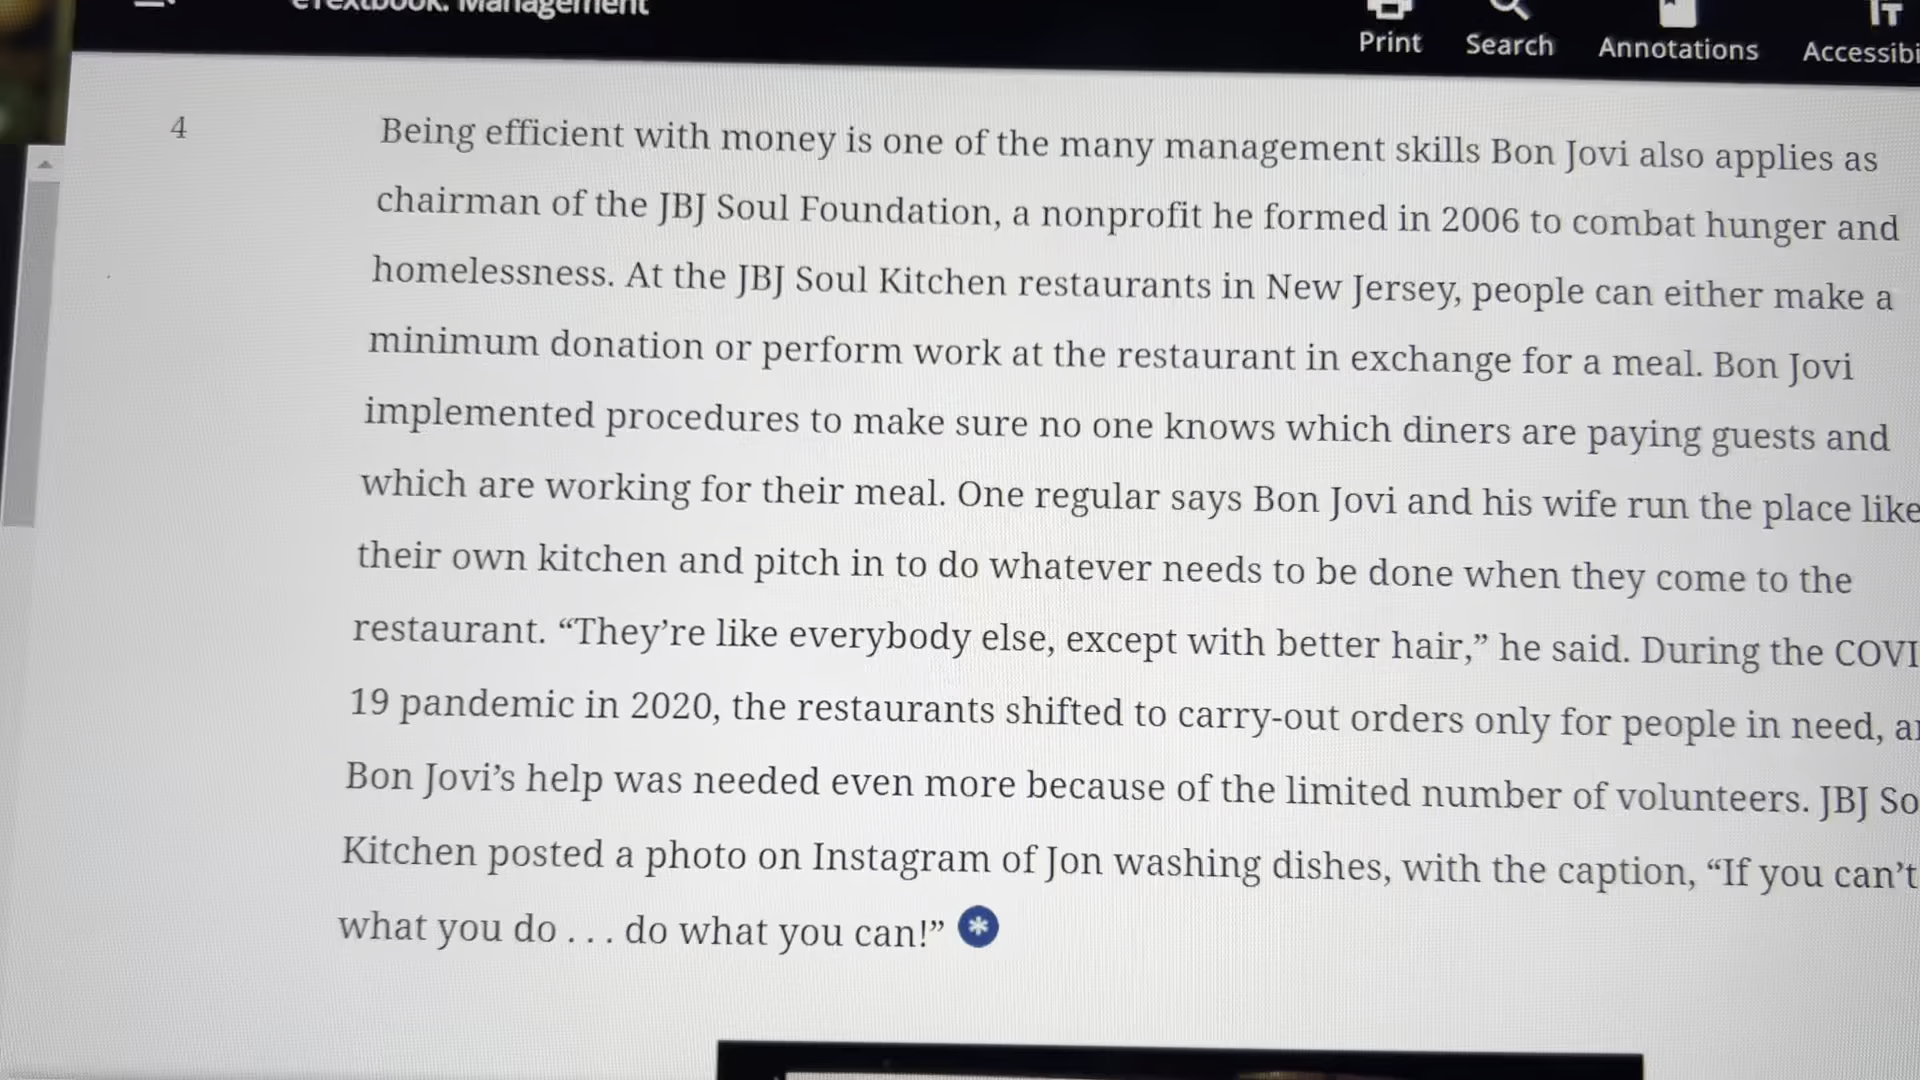 eTextbook: Management
Print Search Annotations
4
Being efficient with money is one of the many management skills Bon Jovi also applies as
chairman of the JBJ Soul Foundation, a nonprofit he formed in 2006 to combat hunger and
homelessness. At the JBJ Soul Kitchen restaurants in New Jersey, people can either make a
minimum donation or perform work at the restaurant in exchange for a meal. Bon Jovi
implemented procedures to make sure no one knows which diners are paying guests and
which are working for their meal. One regular says Bon Jovi and his wife run the place like
their own kitchen and pitch in to do whatever needs to be done when they come to the
restaurant. “They’re like everybody else, except with better hair,” he said. During the
19 pandemic in 2020, the restaurants shifted to carry-out orders only for people in need,
Bon Jovi’s help was needed even more because of the limited number of volunteers. JBJ
Kitchen posted a photo on Instagram of Jon washing dishes, with the caption, “If you can’t
what you do . . . do what you can!” *